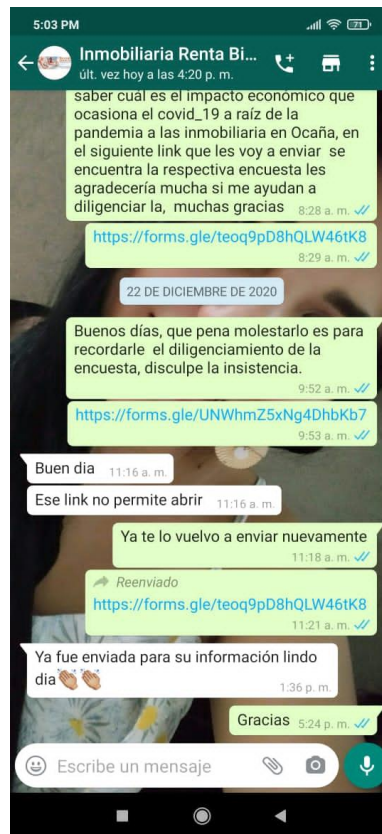 5:03 PM
71
Inmobiliaria Renta Bi...
últ. vez hoy a las 4:20 p. m.
saber cuál es el impacto económico que
ocasiona el covid_19 a raíz de la
pandemia a las inmobiliaria en Ocaña, en
el siguiente link que les voy a enviar se
encuentra la respectiva encuesta les
agradecería mucha si me ayudan a
diligenciar la, muchas gracias 8:28 a. m.
https://forms.gle/teoq9pD8hQLW46tK8
8:29 a. m.
22 DE DICIEMBRE DE 2020
Buenos días, que pena molestarlo es para
recordarle el diligenciamiento de la
encuesta, disculpe la insistencia.
9:52 a. m.
https://forms.gle/UNWhmZ5xNg4DhbKb7
9:53 a. m.
Buen dia 11:16 a. m.
Ese link no permite abrir 11:16 a. m.
Ya te lo vuelvo a enviar nuevamente
11:18 a. m.
Reenviado
https://forms.gle/teoq9pD8hQLW46tK8
11:21 a. m.
Ya fue enviada para su información lindo
dia 1:36 p. m.
Gracias 5:24 p. m.
Escribe un mensaje